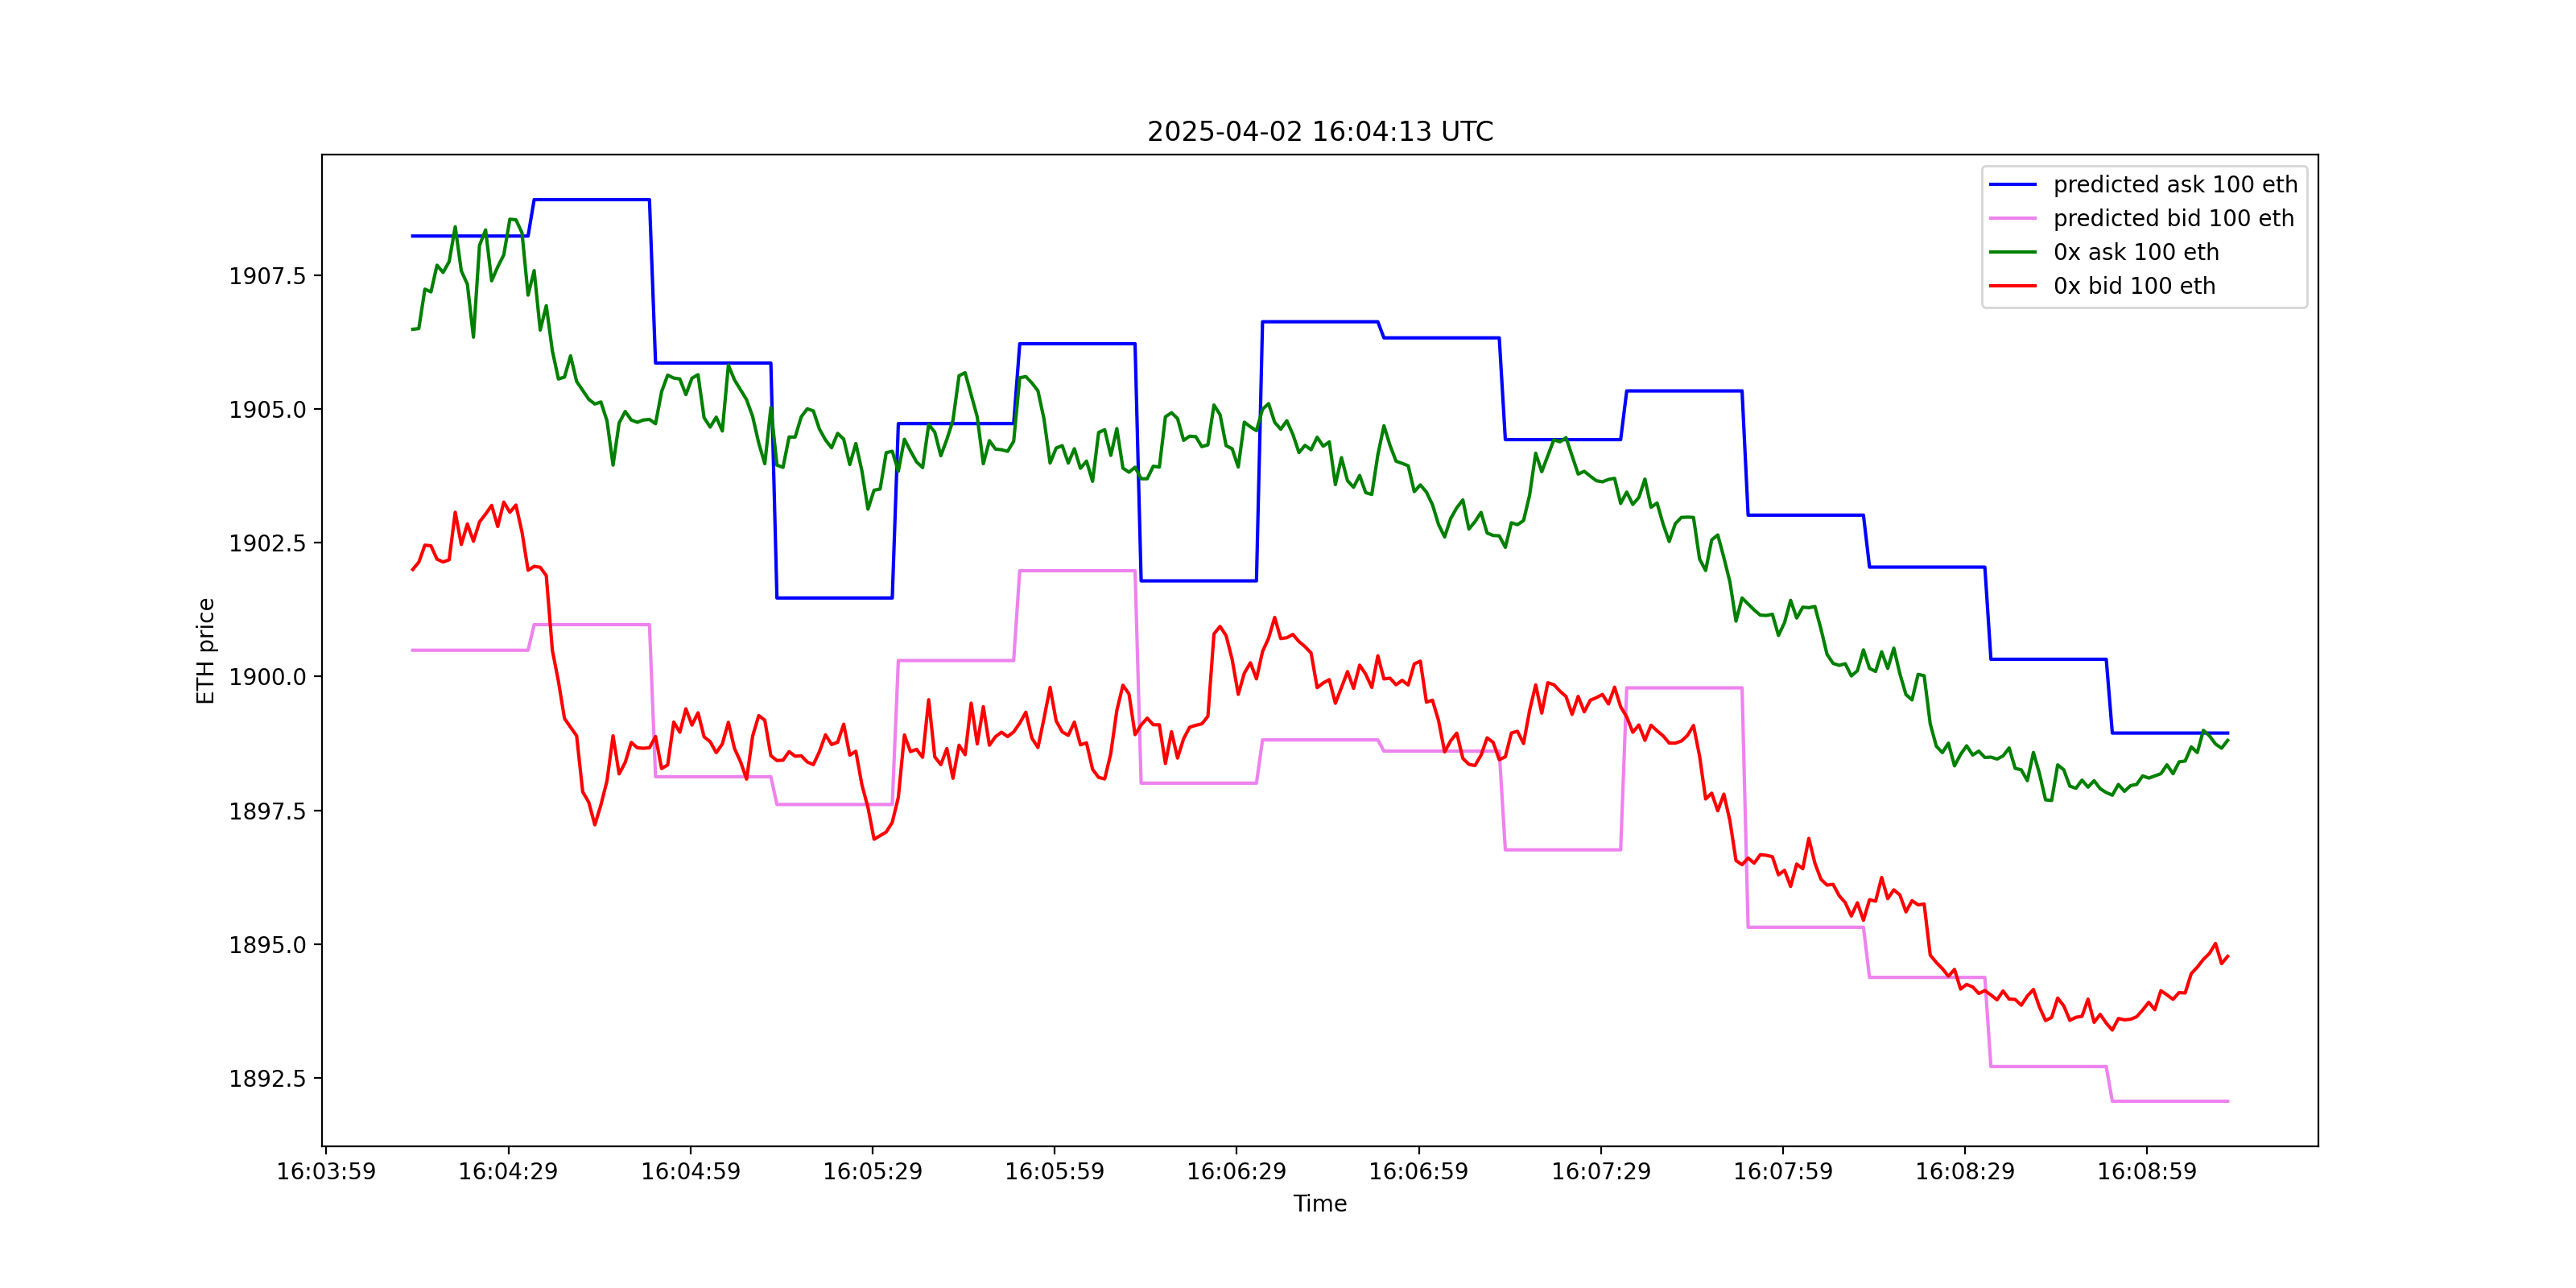 2025-04-02 16:04:13 UTC
predicted ask 100 eth
predicted bid 100 eth
0x ask 100 eth
0x bid 100 eth
1907.5
1905.0
1902.5
1900.0
1897.5
1895.0
1892.5
ETH price
16:03:59 16:04:29 16:04:59 16:05:29 16:05:59 16:06:29 16:06:59 16:07:29 16:07:59 16:08:29 16:08:59
Time